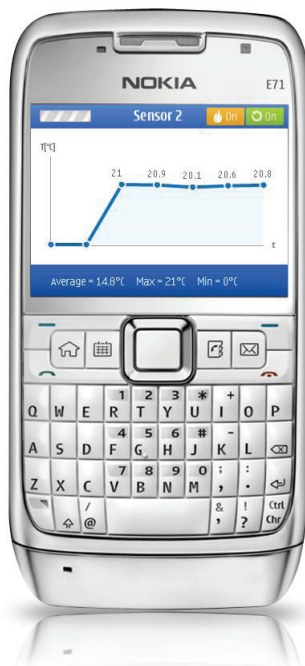 NOKIA E71
Sensor 2 On On
T[°C]
21 20.9 20.1 20.6 20.8
t
Average = 14.8°C Max = 21°C Min = 0°C
1 2 3 * +
Q W E R T Y U I O P
4 5 6 # -
A S D F G H J K L
7 8 9 0 ; :
Z X C V B N M , .
/ & ! Ctrl
@ ' ? Chr